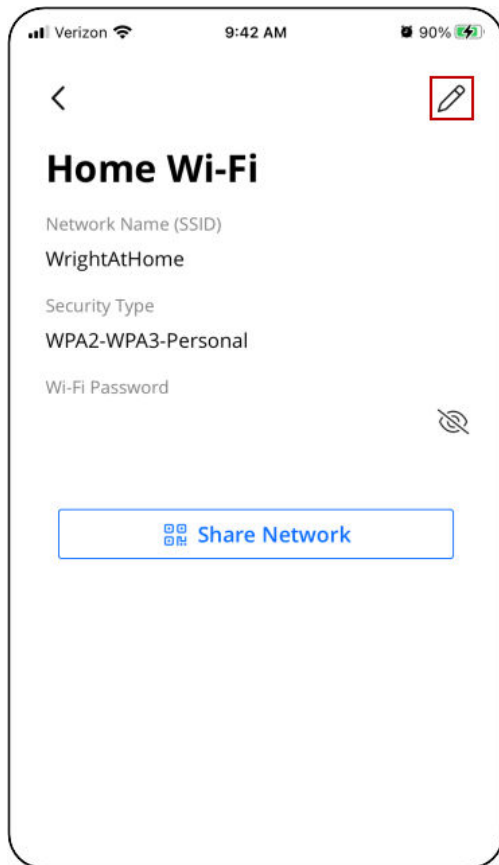 Verizon 9:42 AM 90%
Home Wi-Fi
Network Name (SSID)
WrightAtHome
Security Type
WPA2-WPA3-Personal
Wi-Fi Password
Share Network